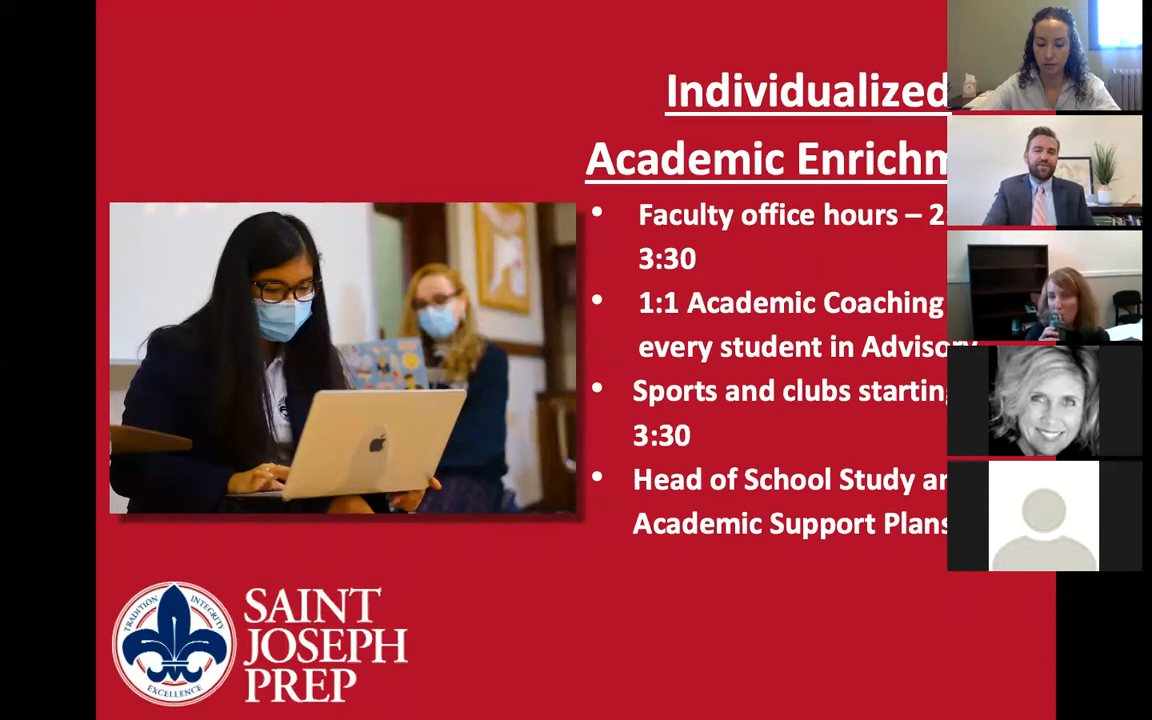 Individualized
Academic Enrichm
Faculty office hours – 2
3:30
1:1 Academic Coaching
every student in Advisory
Sports and clubs starting
3:30
Head of School Study an
Academic Support Plans
TRADITION INTEGRITY
EXCELLENCE
SAINT
JOSEPH
PREP